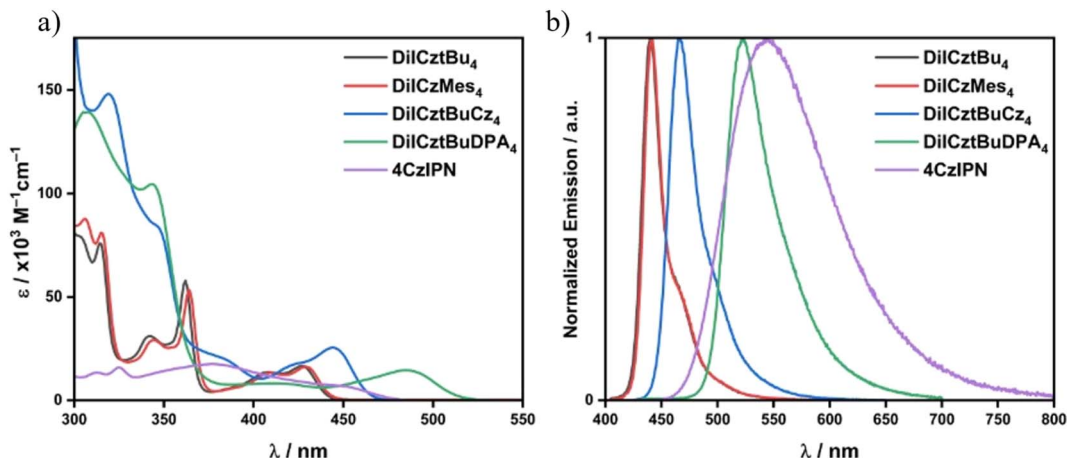 a)
ε / x10³ M⁻¹cm⁻¹
150
100
50
0
300
350
400
450
500
550
λ / nm
DiICztBu₄
DiICzMes₄
DiICztBuCz₄
DiICztBuDPA₄
4CzIPN
b)
Normalized Emission / a.u.
1
0
400
450
500
550
600
650
700
750
800
λ / nm
DiICztBu₄
DiICzMes₄
DiICztBuCz₄
DiICztBuDPA₄
4CzIPN